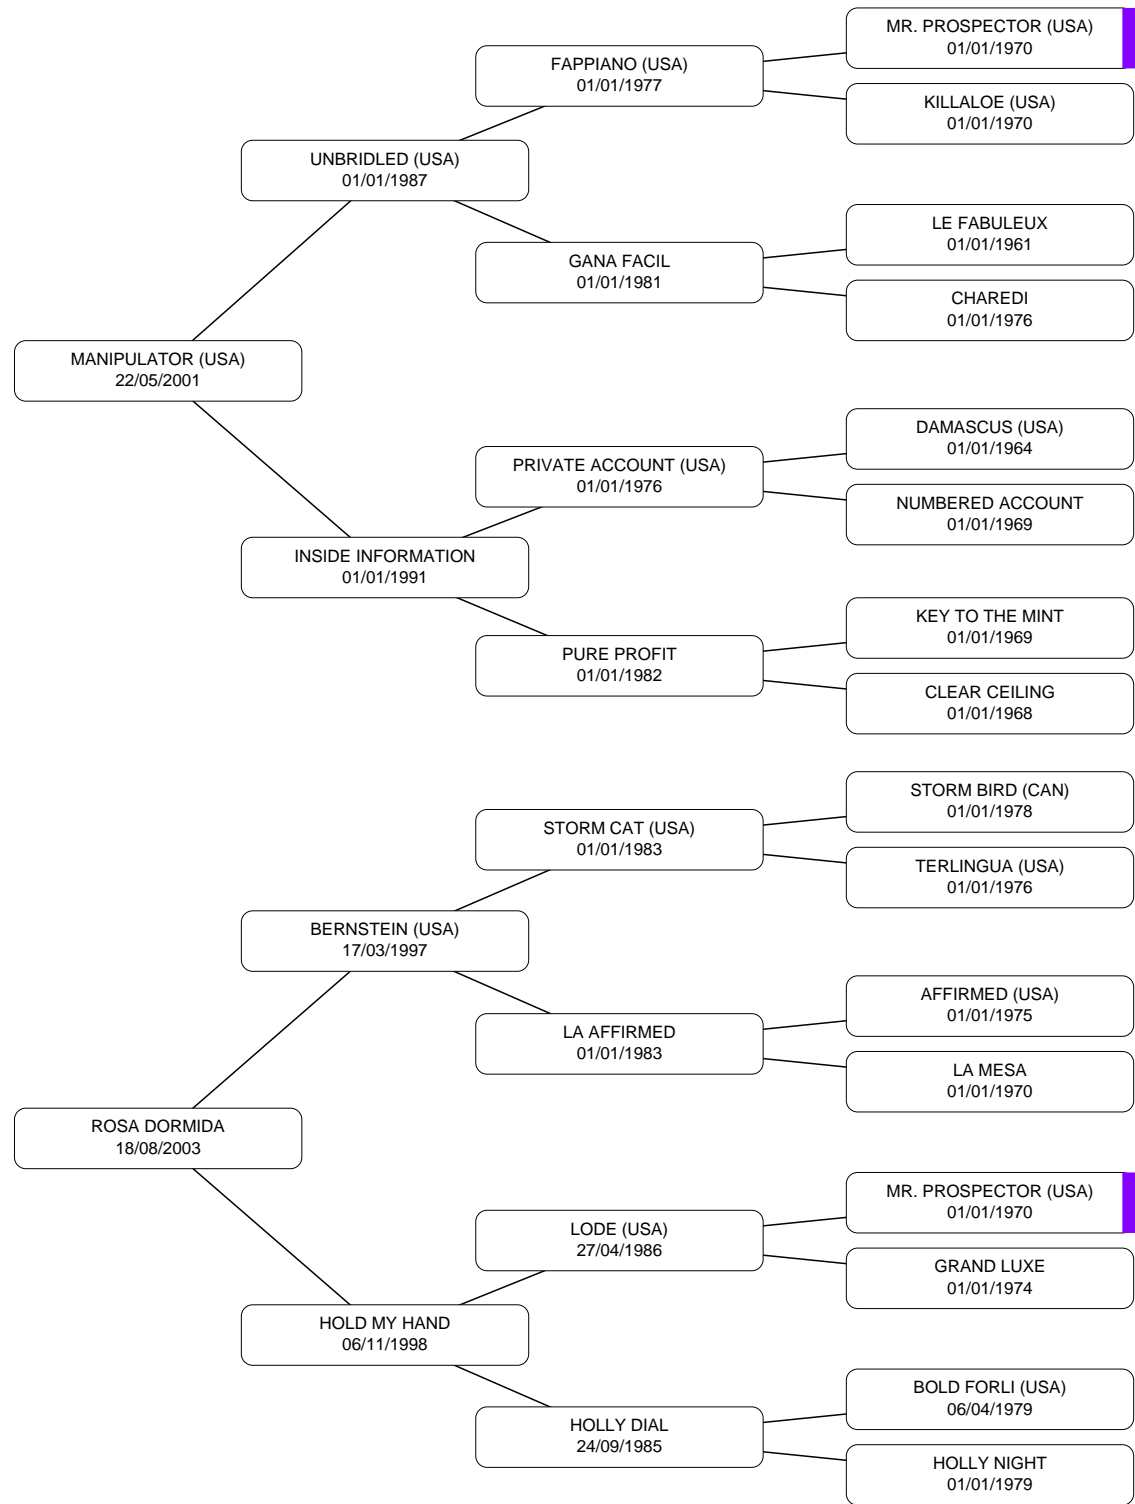 MR. PROSPECTOR (USA)
01/01/1970
FAPPIANO (USA)
01/01/1977
KILLALOE (USA)
01/01/1970
UNBRIDLED (USA)
01/01/1987
LE FABULEUX
01/01/1961
GANA FACIL
01/01/1981
CHAREDI
01/01/1976
MANIPULATOR (USA)
22/05/2001
DAMASCUS (USA)
01/01/1964
PRIVATE ACCOUNT (USA)
01/01/1976
NUMBERED ACCOUNT
01/01/1969
INSIDE INFORMATION
01/01/1991
KEY TO THE MINT
01/01/1969
PURE PROFIT
01/01/1982
CLEAR CEILING
01/01/1968
STORM BIRD (CAN)
01/01/1978
STORM CAT (USA)
01/01/1983
TERLINGUA (USA)
01/01/1976
BERNSTEIN (USA)
17/03/1997
AFFIRMED (USA)
01/01/1975
LA AFFIRMED
01/01/1983
LA MESA
01/01/1970
ROSA DORMIDA
18/08/2003
MR. PROSPECTOR (USA)
01/01/1970
LODE (USA)
27/04/1986
GRAND LUXE
01/01/1974
HOLD MY HAND
06/11/1998
BOLD FORLI (USA)
06/04/1979
HOLLY DIAL
24/09/1985
HOLLY NIGHT
01/01/1979